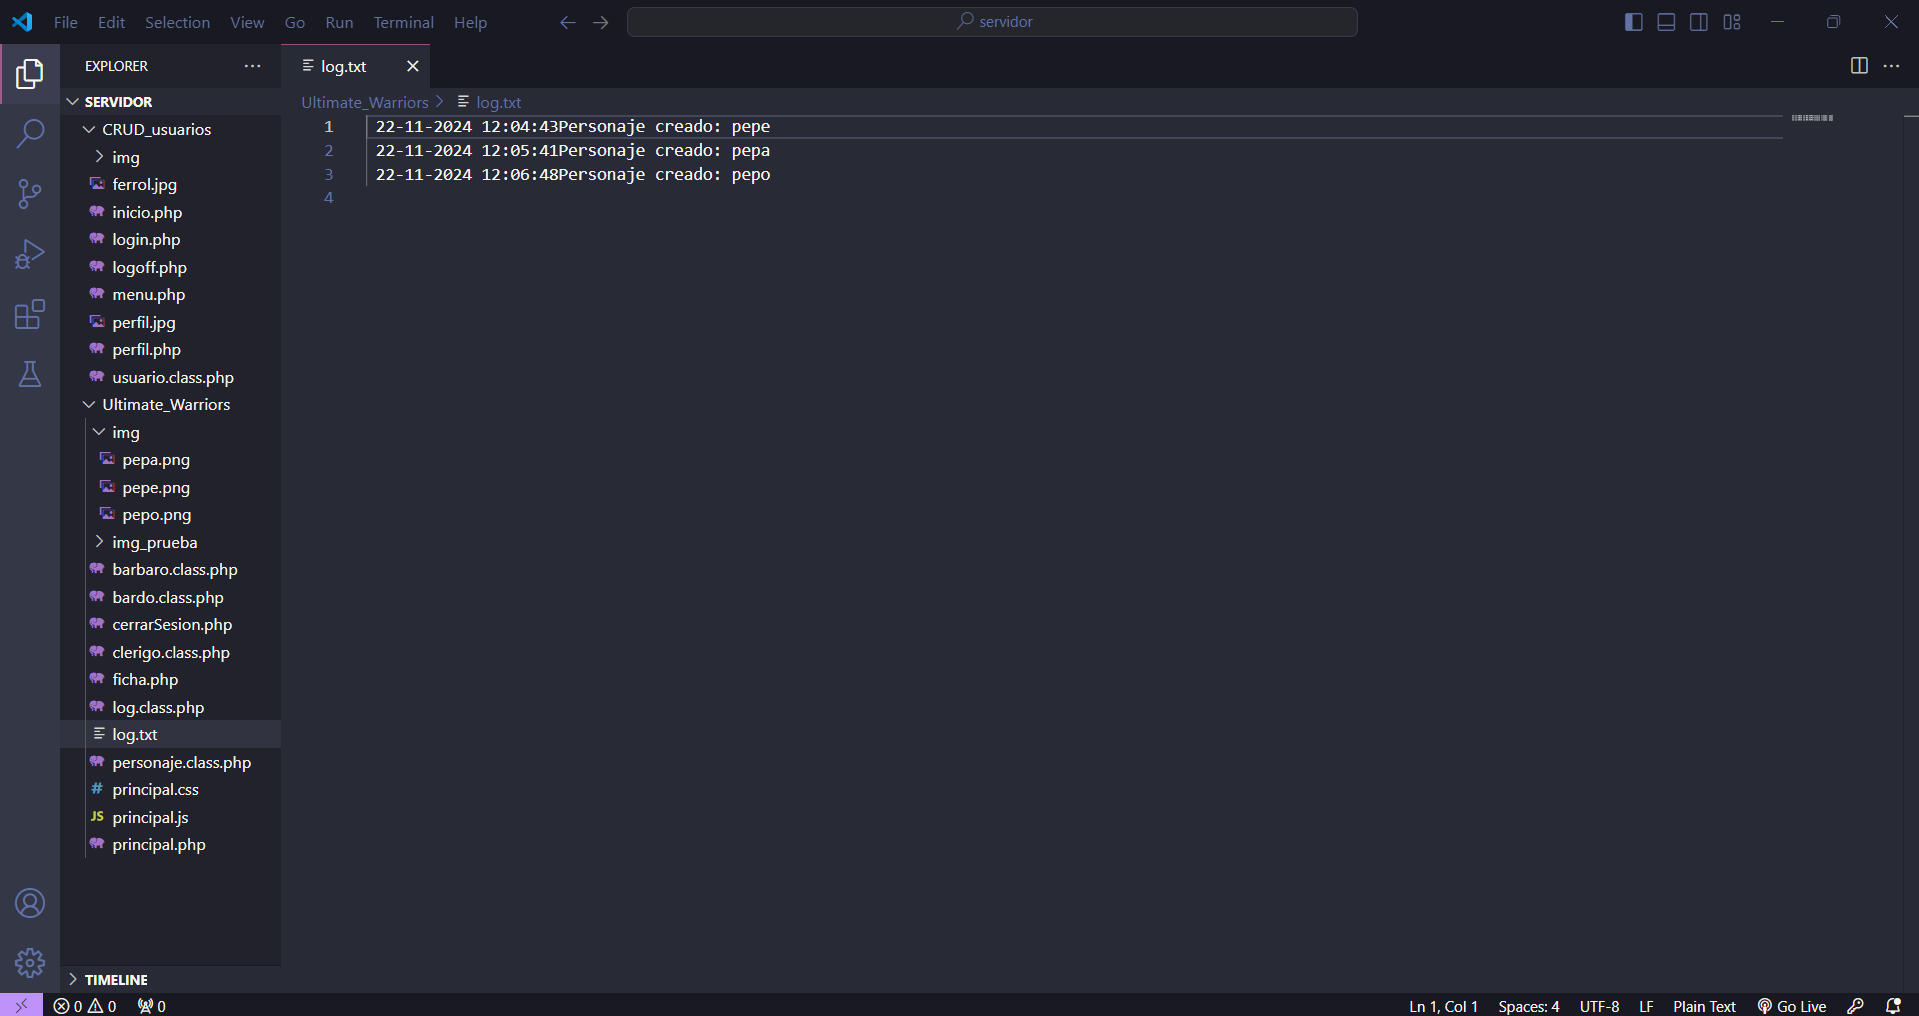 File Edit Selection View Go Run Terminal Help servidor
EXPLORER
log.txt
SERVIDOR
CRUD_usuarios
img
ferrol.jpg
inicio.php
login.php
logoff.php
menu.php
perfil.jpg
perfil.php
usuario.class.php
Ultimate_Warriors
img
pepa.png
pepe.png
pepo.png
img_prueba
barbaro.class.php
bardo.class.php
cerrarSesion.php
clerigo.class.php
ficha.php
log.class.php
log.txt
personaje.class.php
# principal.css
JS principal.js
principal.php
TIMELINE
Ultimate_Warriors > log.txt
1 22-11-2024 12:04:43Personaje creado: pepe
2 22-11-2024 12:05:41Personaje creado: pepa
3 22-11-2024 12:06:48Personaje creado: pepo
4
0 0 0 Ln 1, Col 1 Spaces: 4 UTF-8 LF Plain Text Go Live